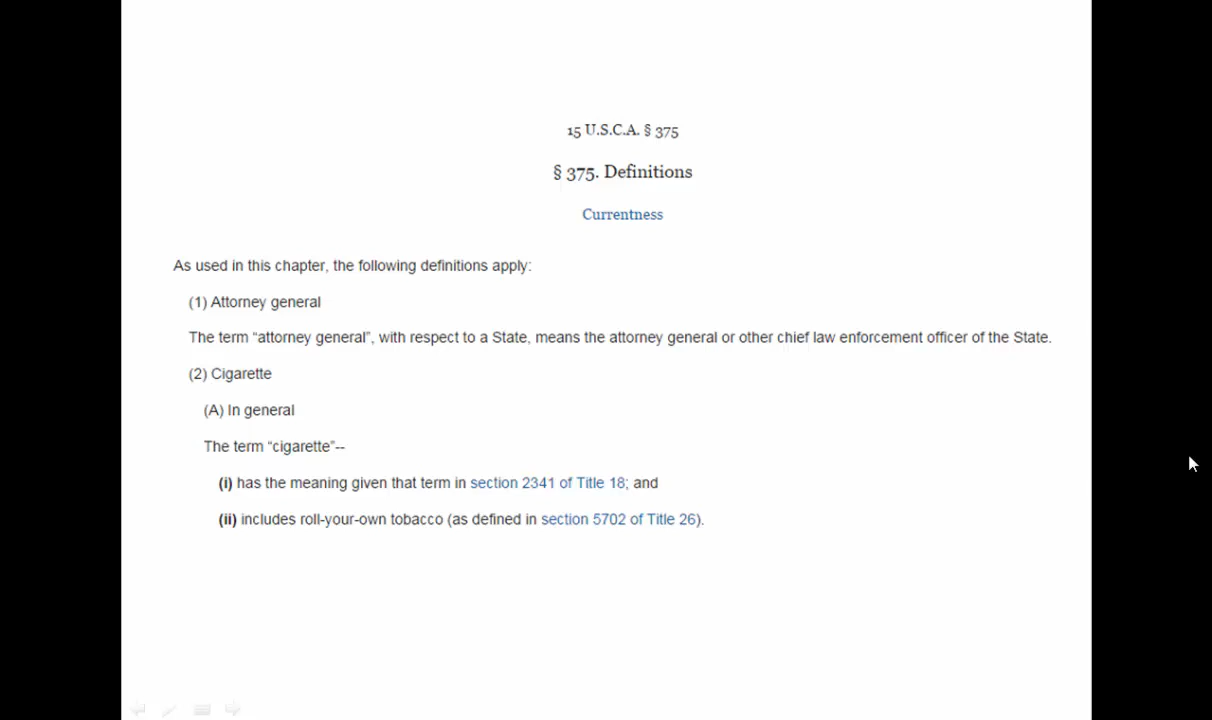 15 U.S.C.A. § 375
§ 375. Definitions
Currentness
As used in this chapter, the following definitions apply:
(1) Attorney general
The term “attorney general”, with respect to a State, means the attorney general or other chief law enforcement officer of the State.
(2) Cigarette
(A) In general
The term “cigarette”--
(i) has the meaning given that term in section 2341 of Title 18; and
(ii) includes roll-your-own tobacco (as defined in section 5702 of Title 26).